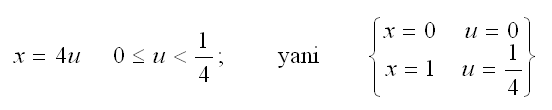 x = 4u 0 ≤ u < 1/4 ; yani { x = 0 u = 0
x = 1 u = 1/4 }